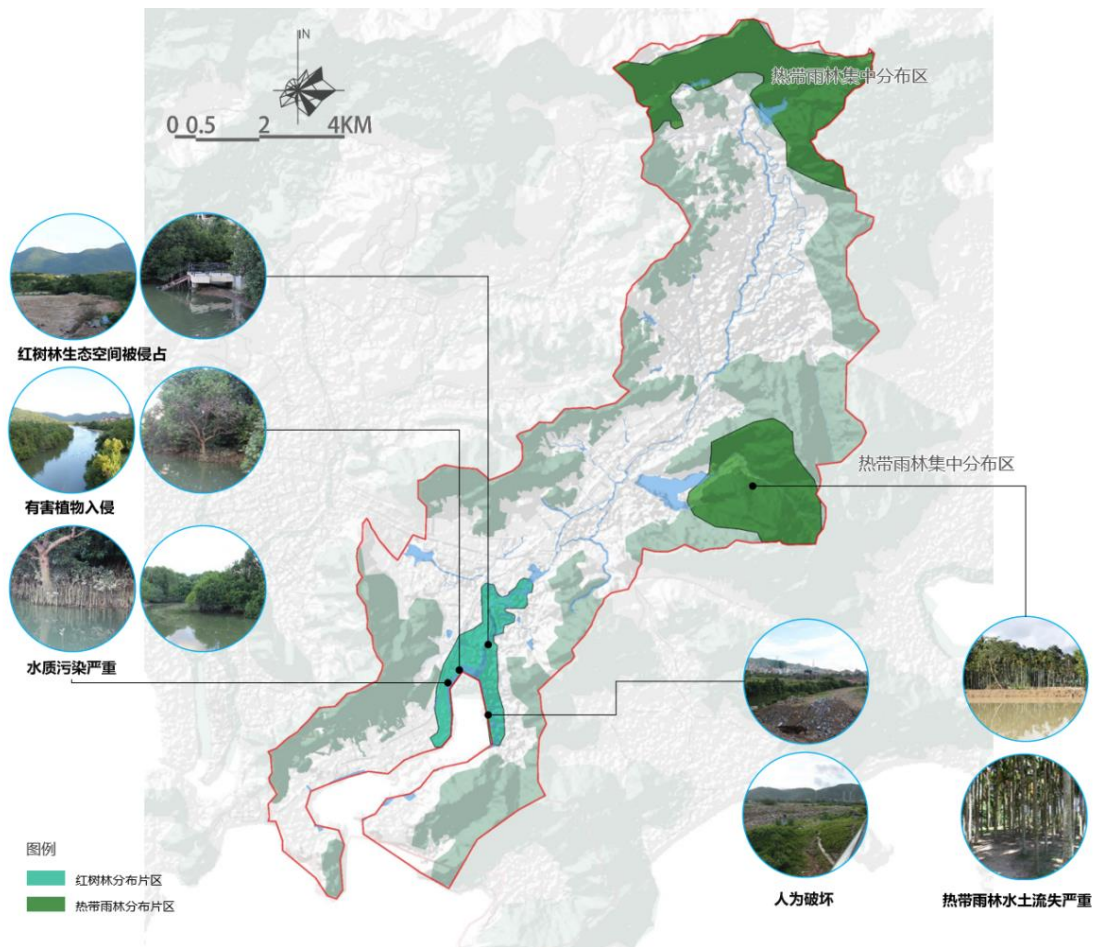 N
0 0.5 2 4KM
热带雨林集中分布区
红树林生态空间被侵占
热带雨林集中分布区
有害植物入侵
水质污染严重
图例
红树林分布片区
热带雨林分布片区
人为破坏
热带雨林水土流失严重